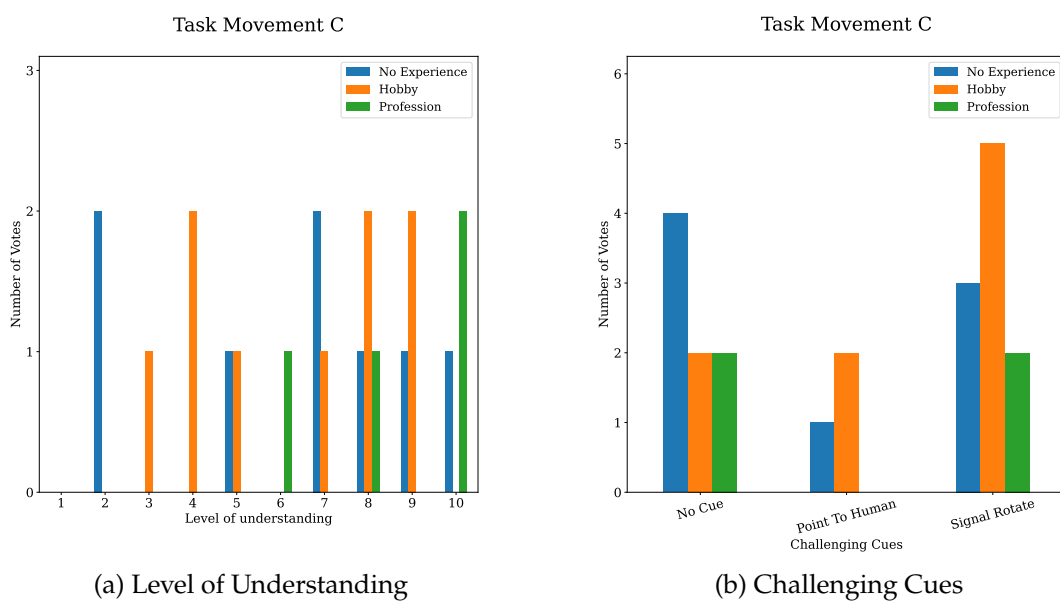 Task Movement C
No Experience
Hobby
Profession
3
2
1
0
Number of Votes
1 2 3 4 5 6 7 8 9 10
Level of understanding
(a) Level of Understanding
Task Movement C
No Experience
Hobby
Profession
6
5
4
3
2
1
0
Number of Votes
No Cue Point To Human Signal Rotate
Challenging Cues
(b) Challenging Cues